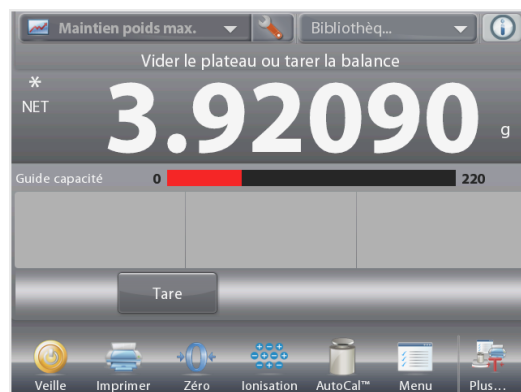 Maintien poids max.
Bibliothèq...
Vider le plateau ou tarer la balance
*
NET
3.92090 g
Guide capacité 0 220
Tare
Veille Imprimer Zéro Ionisation AutoCal™ Menu Plus...